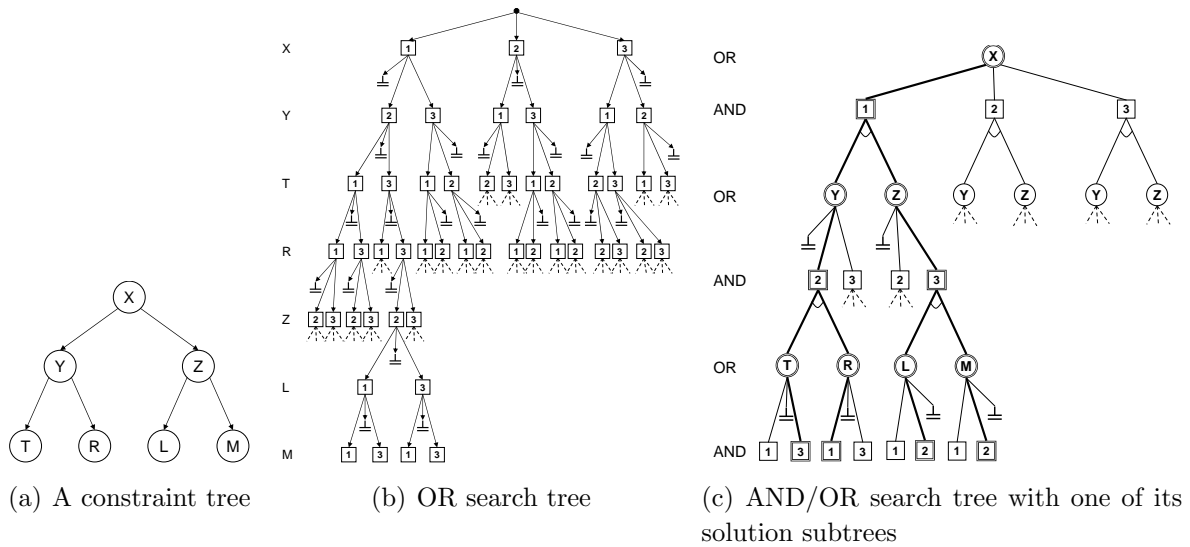 X
Y Z
T R L M
(a) A constraint tree
X 1 2 3
Y 2 3 1 3 1 2
T 1 3 1 2 2 3 1 2 2 3 1 3
R 1 3 1 3 1 2 1 2 1 2 1 2 2 3 2 3
Z 2 3 2 3 2 3
L 1 3
M 1 3 1 3
(b) OR search tree
OR X
AND 1 2 3
OR Y Z Y Z Y Z
AND 2 3 2 3
OR T R L M
AND 1 3 1 3 1 2 1 2
(c) AND/OR search tree with one of its
solution subtrees